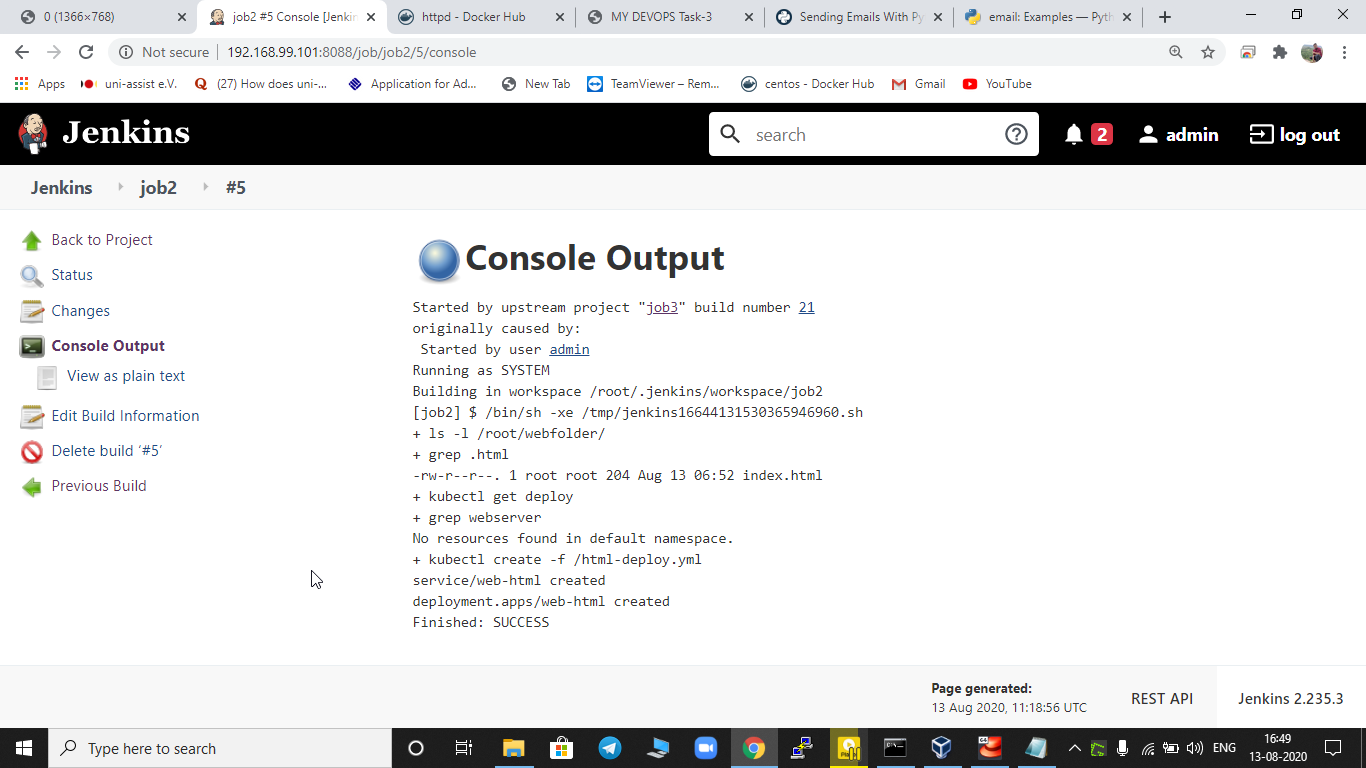 0 (1366×768)
job2 #5 Console [Jenkin
httpd - Docker Hub
MY DEVOPS Task-3
Sending Emails With Py
email: Examples — Pyth
Not secure
192.168.99.101:8088/job/job2/5/console
Apps
uni-assist e.V.
(27) How does uni-...
Application for Ad...
New Tab
TeamViewer – Rem...
centos - Docker Hub
Gmail
YouTube
Jenkins
search
2
admin
log out
Jenkins
job2
#5
Back to Project
Status
Changes
Console Output
View as plain text
Edit Build Information
Delete build ‘#5’
Previous Build
Console Output
Started by upstream project "job3" build number 21
originally caused by:
Started by user admin
Running as SYSTEM
Building in workspace /root/.jenkins/workspace/job2
[job2] $ /bin/sh -xe /tmp/jenkins16644131530365946960.sh
+ ls -l /root/webfolder/
+ grep .html
-rw-r--r--. 1 root root 204 Aug 13 06:52 index.html
+ kubectl get deploy
+ grep webserver
No resources found in default namespace.
+ kubectl create -f /html-deploy.yml
service/web-html created
deployment.apps/web-html created
Finished: SUCCESS
Page generated:
13 Aug 2020, 11:18:56 UTC
REST API
Jenkins 2.235.3
Type here to search
ENG
16:49
13-08-2020